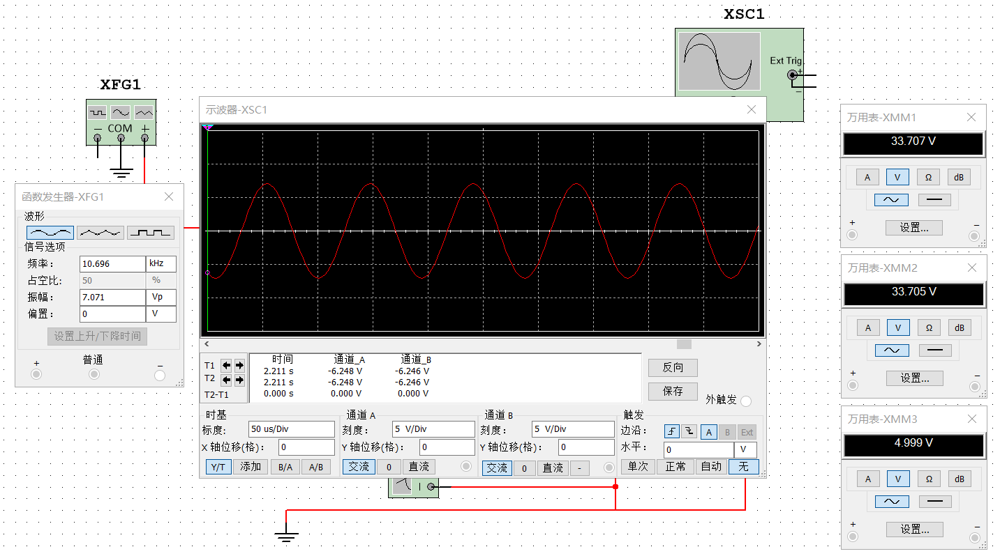 XSC1
Ext Trig
+
−
XFG1
− COM +
函数发生器-XFG1
波形
信号选项
频率： 10.696 kHz
占空比: 50 %
振幅： 7.071 Vp
偏置： 0 V
设置上升/下降时间
+ 普通 −
示波器-XSC1
时间 通道_A 通道_B
T1 2.211 s -6.248 V -6.246 V
T2 2.211 s -6.248 V -6.246 V
T2-T1 0.000 s 0.000 V 0.000 V
反向
保存
外触发
时基
标度: 50 us/Div
X 轴位移(格): 0
Y/T 添加 B/A A/B
通道 A
刻度： 5 V/Div
Y 轴位移(格): 0
交流 0 直流
通道 B
刻度： 5 V/Div
Y 轴位移(格): 0
交流 0 直流 -
触发
边沿： A B Ext
水平： 0 V
单次 正常 自动 无
万用表-XMM1
33.707 V
A V Ω dB
设置...
+ −
万用表-XMM2
33.705 V
A V Ω dB
设置...
+ −
万用表-XMM3
4.999 V
A V Ω dB
设置...
+ −